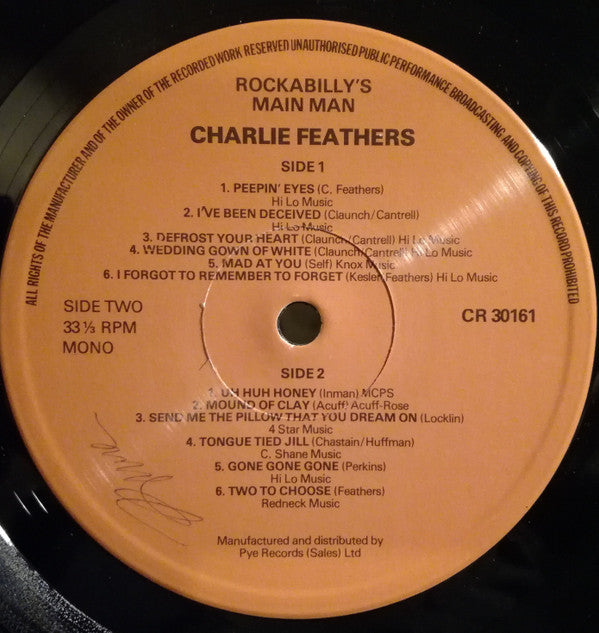 ALL RIGHTS OF THE MANUFACTURER AND OF THE OWNER OF THE RECORDED WORK RESERVED UNAUTHORISED PUBLIC PERFORMANCE BROADCASTING AND COPYING OF THIS RECORD PROHIBITED
ROCKABILLY'S
MAIN MAN
CHARLIE FEATHERS
SIDE 1
1. PEEPIN' EYES (C. Feathers)
Hi Lo Music
2. I'VE BEEN DECEIVED (Claunch/Cantrell)
Hi Lo Music
3. DEFROST YOUR HEART (Claunch/Cantrell) Hi Lo Music
4. WEDDING GOWN OF WHITE (Claunch/Cantrell) Hi Lo Music
5. MAD AT YOU (Self) Knox Music
6. I FORGOT TO REMEMBER TO FORGET (Kesler/Feathers) Hi Lo Music
SIDE TWO
33⅓ RPM
MONO
CR 30161
SIDE 2
1. UH HUH HONEY (Inman) MCPS
2. MOUND OF CLAY (Acuff) Acuff-Rose
3. SEND ME THE PILLOW THAT YOU DREAM ON (Locklin)
4 Star Music
4. TONGUE TIED JILL (Chastain/Huffman)
C. Shane Music
5. GONE GONE GONE (Perkins)
Hi Lo Music
6. TWO TO CHOOSE (Feathers)
Redneck Music
Manufactured and distributed by
Pye Records (Sales) Ltd